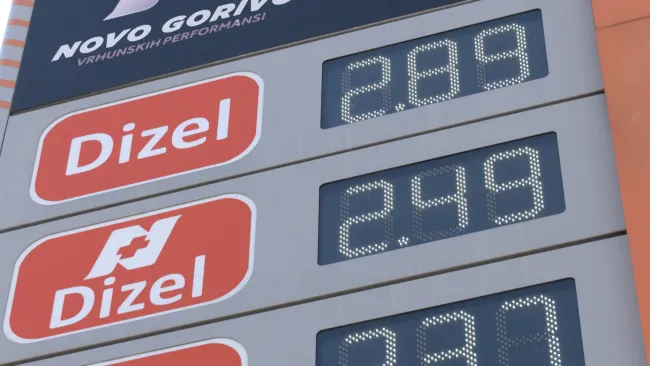 NOVO GORIVO
VRHUNSKIH PERFORMANSI
Dizel
2.89
N
Dizel
2.49